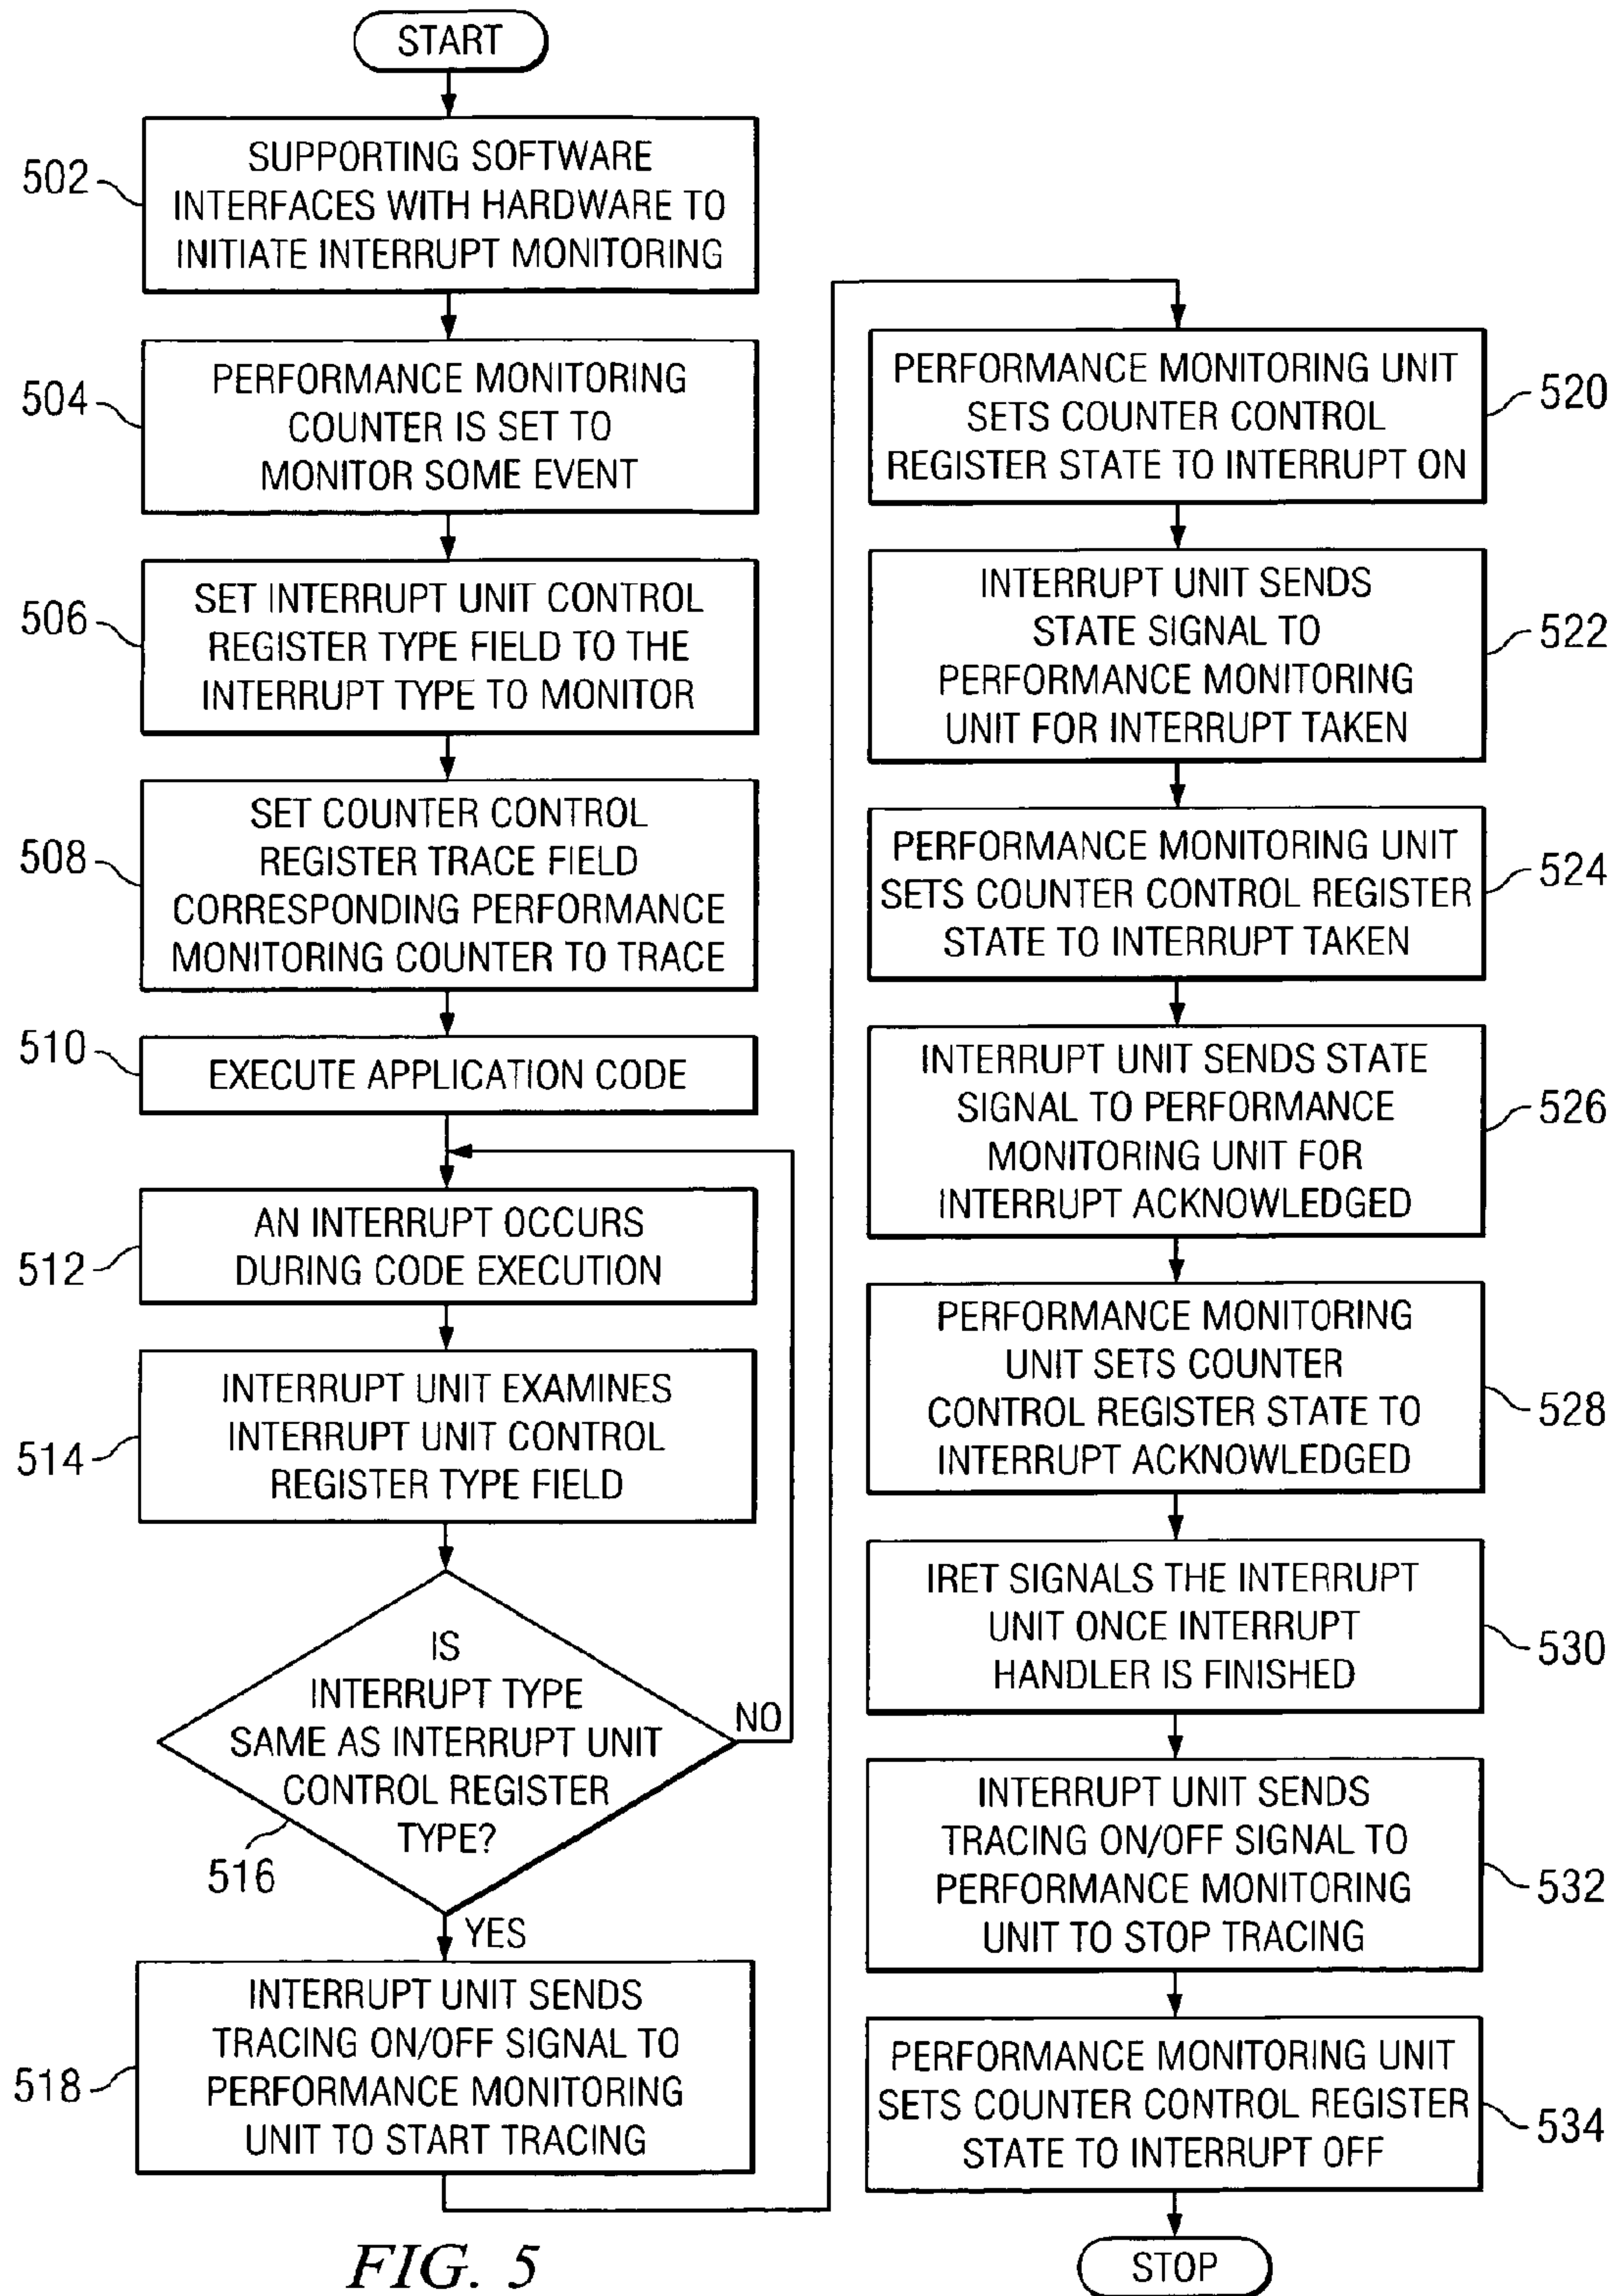 START
502
SUPPORTING SOFTWARE
INTERFACES WITH HARDWARE TO
INITIATE INTERRUPT MONITORING
504
PERFORMANCE MONITORING
COUNTER IS SET TO
MONITOR SOME EVENT
506
SET INTERRUPT UNIT CONTROL
REGISTER TYPE FIELD TO THE
INTERRUPT TYPE TO MONITOR
508
SET COUNTER CONTROL
REGISTER TRACE FIELD
CORRESPONDING PERFORMANCE
MONITORING COUNTER TO TRACE
510
EXECUTE APPLICATION CODE
512
AN INTERRUPT OCCURS
DURING CODE EXECUTION
514
INTERRUPT UNIT EXAMINES
INTERRUPT UNIT CONTROL
REGISTER TYPE FIELD
IS
INTERRUPT TYPE
SAME AS INTERRUPT UNIT
CONTROL REGISTER
TYPE?
516
NO
YES
518
INTERRUPT UNIT SENDS
TRACING ON/OFF SIGNAL TO
PERFORMANCE MONITORING
UNIT TO START TRACING
PERFORMANCE MONITORING UNIT
SETS COUNTER CONTROL
REGISTER STATE TO INTERRUPT ON
520
INTERRUPT UNIT SENDS
STATE SIGNAL TO
PERFORMANCE MONITORING
UNIT FOR INTERRUPT TAKEN
522
PERFORMANCE MONITORING UNIT
SETS COUNTER CONTROL REGISTER
STATE TO INTERRUPT TAKEN
524
INTERRUPT UNIT SENDS STATE
SIGNAL TO PERFORMANCE
MONITORING UNIT FOR
INTERRUPT ACKNOWLEDGED
526
PERFORMANCE MONITORING
UNIT SETS COUNTER
CONTROL REGISTER STATE TO
INTERRUPT ACKNOWLEDGED
528
IRET SIGNALS THE INTERRUPT
UNIT ONCE INTERRUPT
HANDLER IS FINISHED
530
INTERRUPT UNIT SENDS
TRACING ON/OFF SIGNAL TO
PERFORMANCE MONITORING
UNIT TO STOP TRACING
532
PERFORMANCE MONITORING UNIT
SETS COUNTER CONTROL REGISTER
STATE TO INTERRUPT OFF
534
STOP
FIG. 5